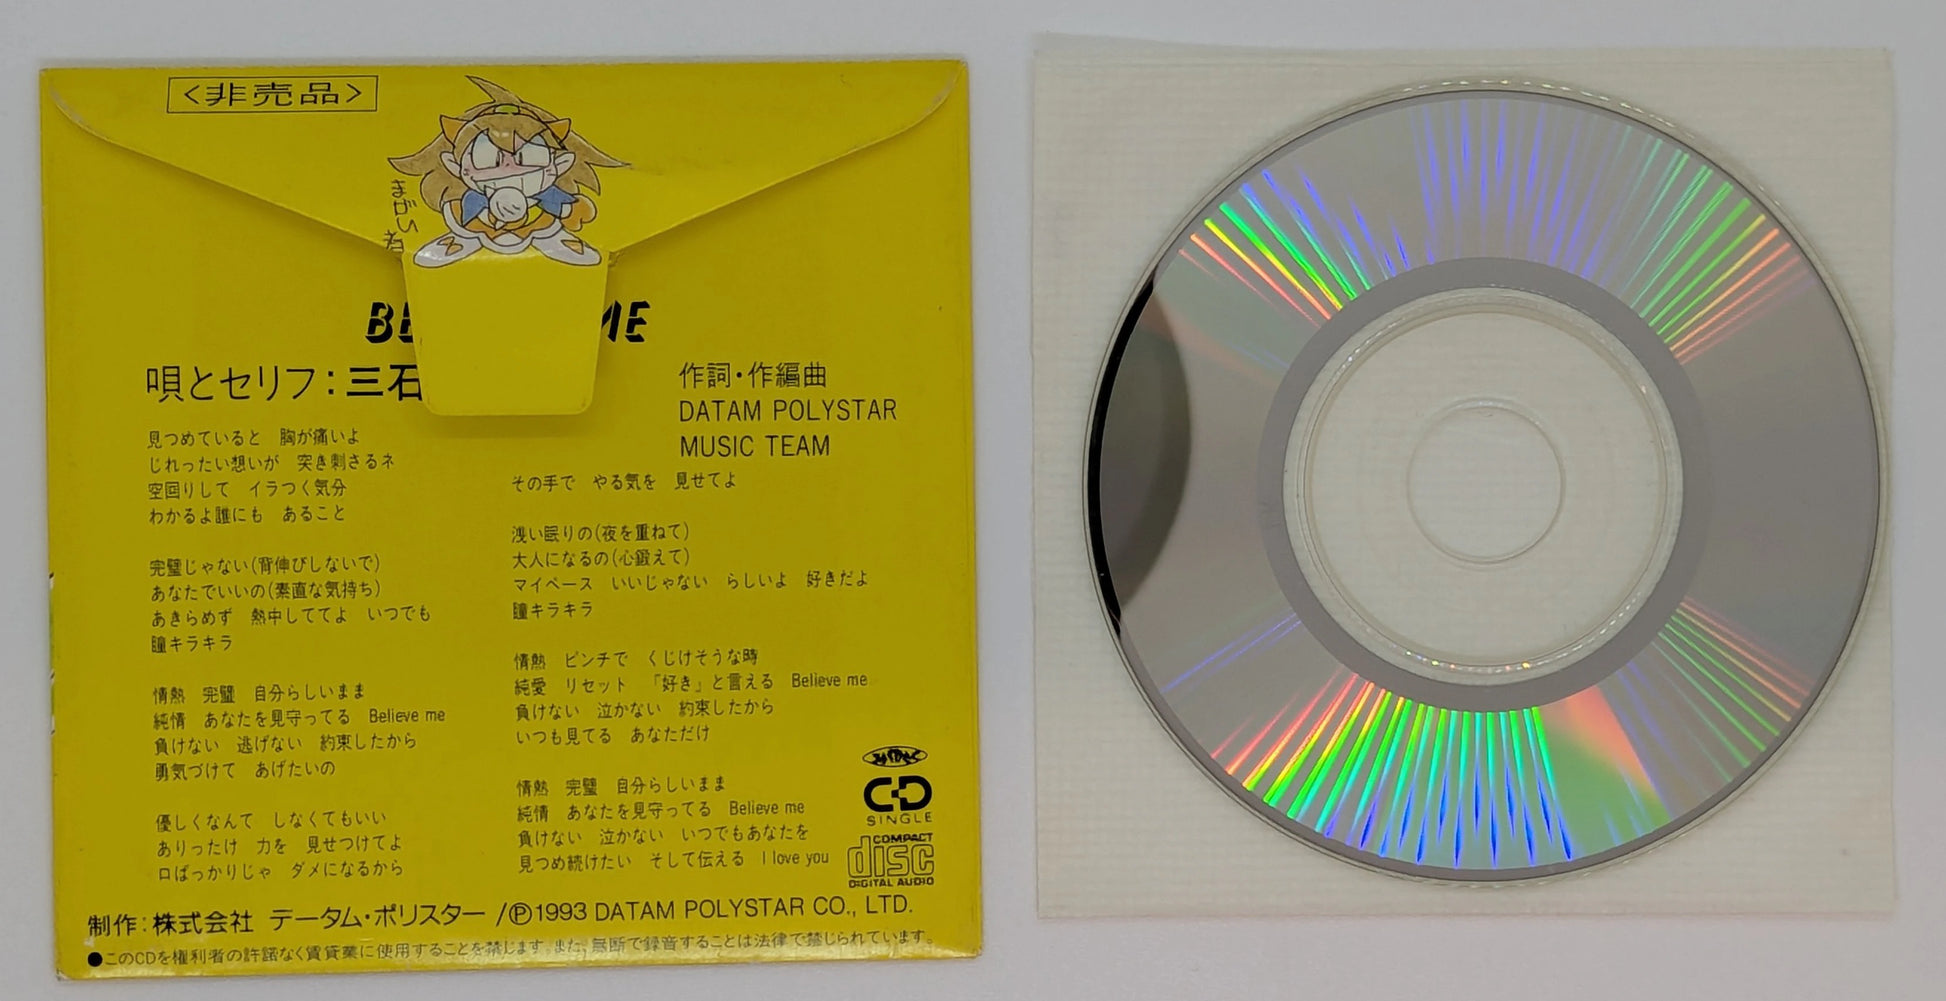 <非売品>
まけい
BE ME
唄とセリフ:三石
作詞・作編曲
DATAM POLYSTAR
MUSIC TEAM
見つめていると 胸が痛いよ
じれったい想いが 突き刺さるネ
空回りして イラつく気分
わかるよ誰にも あること
完璧じゃない(背伸びしないで)
あなたでいいの(素直な気持ち)
あきらめず 熱中しててよ いつでも
瞳キラキラ
情熱 完璧 自分らしいまま
純情 あなたを見守ってる Believe me
負けない 逃げない 約束したから
勇気づけて あげたいの
優しくなんて しなくてもいい
ありったけ 力を 見せつけてよ
口ばっかりじゃ ダメになるから
その手で やる気を 見せてよ
浅い眠りの(夜を重ねて)
大人になるの(心鍛えて)
マイペース いいじゃない らしいよ 好きだよ
瞳キラキラ
情熱 ピンチで くじけそうな時
純愛 リセット 「好き」と言える Believe me
負けない 泣かない 約束したから
いつも見てる あなただけ
情熱 完璧 自分らしいまま
純情 あなたを見守ってる Believe me
負けない 泣かない いつでもあなたを
見つめ続けたい そして伝える I love you
CD
SINGLE
COMPACT
disc
DIGITAL AUDIO
制作:株式会社 データム・ポリスター/Ⓟ1993 DATAM POLYSTAR CO., LTD.
●このCDを権利者の許諾なく賃貸業に使用することを禁じます。また、無断で録音することは法律で禁じられています。